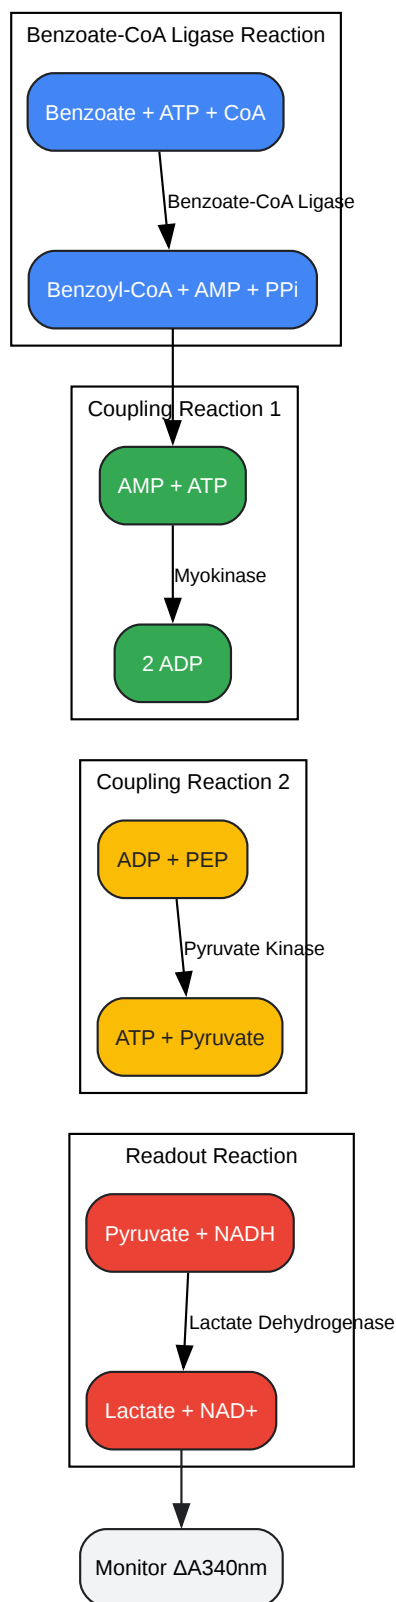 Benzoate-CoA Ligase Reaction
Benzoate + ATP + CoA
Benzoate-CoA Ligase
Benzoyl-CoA + AMP + PPi
Coupling Reaction 1
AMP + ATP
Myokinase
2 ADP
Coupling Reaction 2
ADP + PEP
Pyruvate Kinase
ATP + Pyruvate
Readout Reaction
Pyruvate + NADH
Lactate Dehydrogenase
Lactate + NAD+
Monitor ΔA340nm